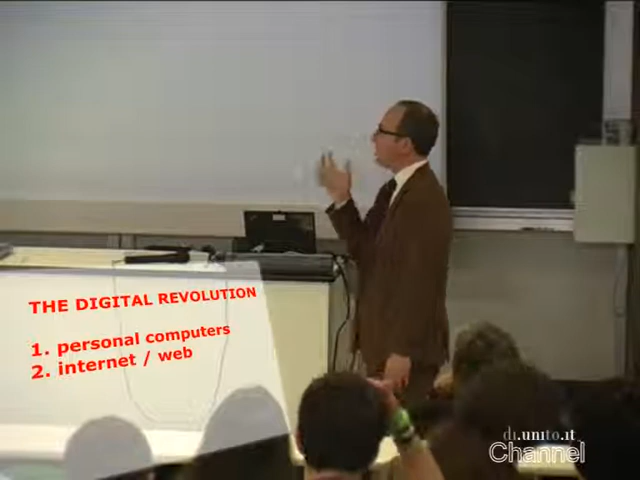 THE DIGITAL REVOLUTION
1. personal computers
2. internet / web
di.unito.it
Channel